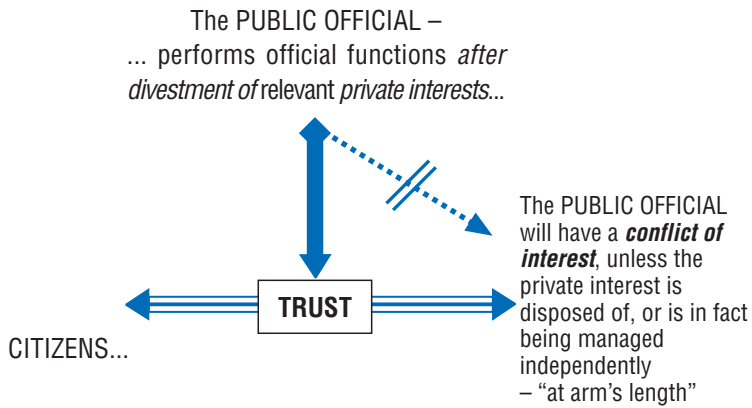 The PUBLIC OFFICIAL –
... performs official functions after
divestment of relevant private interests...
TRUST
CITIZENS...
The PUBLIC OFFICIAL
will have a conflict of
interest, unless the
private interest is
disposed of, or is in fact
being managed
independently
– “at arm’s length”